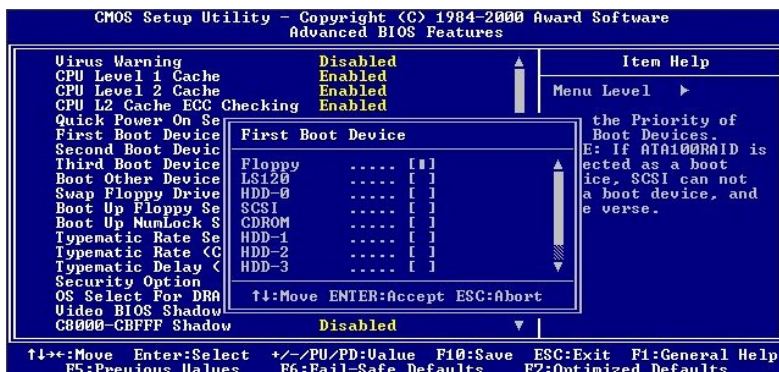 CMOS Setup Utility - Copyright (C) 1984-2000 Award Software
Advanced BIOS Features
Virus Warning Disabled
CPU Level 1 Cache Enabled
CPU Level 2 Cache Enabled
CPU L2 Cache ECC Checking Enabled
Quick Power On Se
First Boot Device
Second Boot Devic
Third Boot Devic
Boot Other Device
Swap Floppy Drive
Boot Up Floppy Se
Boot Up NumLock S
Typematic Rate Se
Typematic Rate (C
Typematic Delay (
Security Option
OS Select For DRA
Video BIOS Shadow
C8000-CBFFF Shadow Disabled
First Boot Device
Floppy ..... [▮]
LS120 ..... [ ]
HDD-0 ..... [ ]
SCSI ..... [ ]
CDROM ..... [ ]
HDD-1 ..... [ ]
HDD-2 ..... [ ]
HDD-3 ..... [ ]
↑↓:Move ENTER:Accept ESC:Abort
Item Help
Menu Level ▶
the Priority of
Boot Devices.
E: If ATA100RAID is
ected as a boot
ice, SCSI can not
a boot device, and
e verse.
↑↓→←:Move Enter:Select +/-/PU/PD:Value F10:Save ESC:Exit F1:General Help
F5:Previous Values F6:Fail-Safe Defaults F7:Optimized Defaults